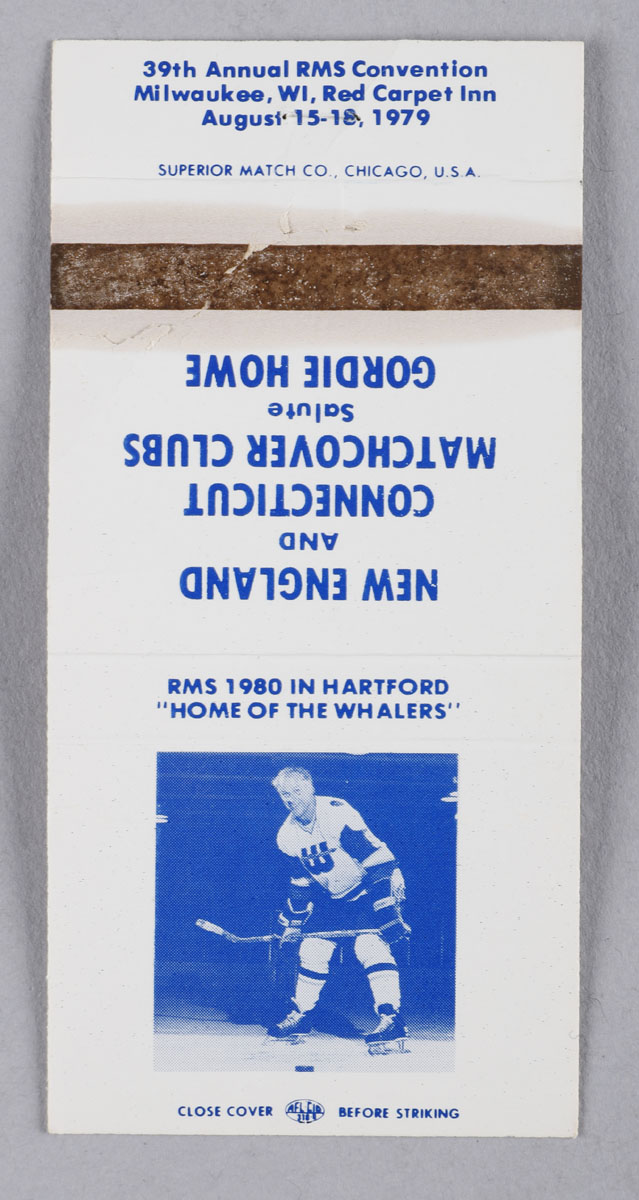 39th Annual RMS Convention
Milwaukee, WI, Red Carpet Inn
August 15-18, 1979
SUPERIOR MATCH CO., CHICAGO, U.S.A.
NEW ENGLAND
AND
CONNECTICUT
MATCHCOVER CLUBS
Salute
GORDIE HOWE
RMS 1980 IN HARTFORD
"HOME OF THE WHALERS"
CLOSE COVER AFL CIO BEFORE STRIKING